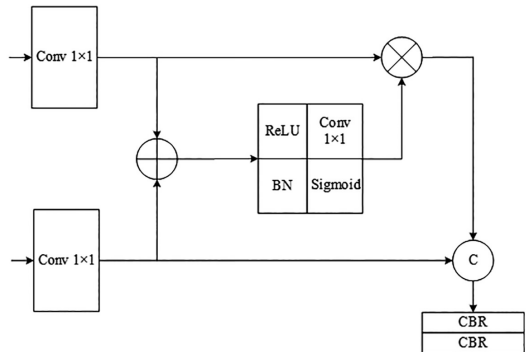 Conv 1×1
ReLU
Conv
1×1
BN
Sigmoid
Conv 1×1
C
CBR
CBR